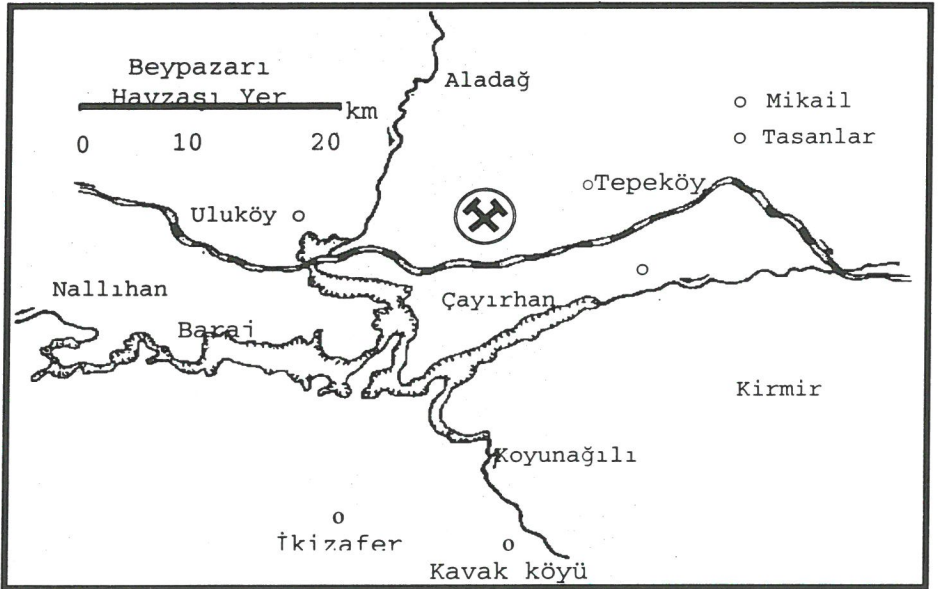 Beypazarı
Havzası Yer
km
0 10 20
Aladağ
Mikail
Tasanlar
Tepeköy
Uluköy
Nallıhan
Çayırhan
Baraj
Kirmir
Koyunağılı
İkizafer
Kavak köyü